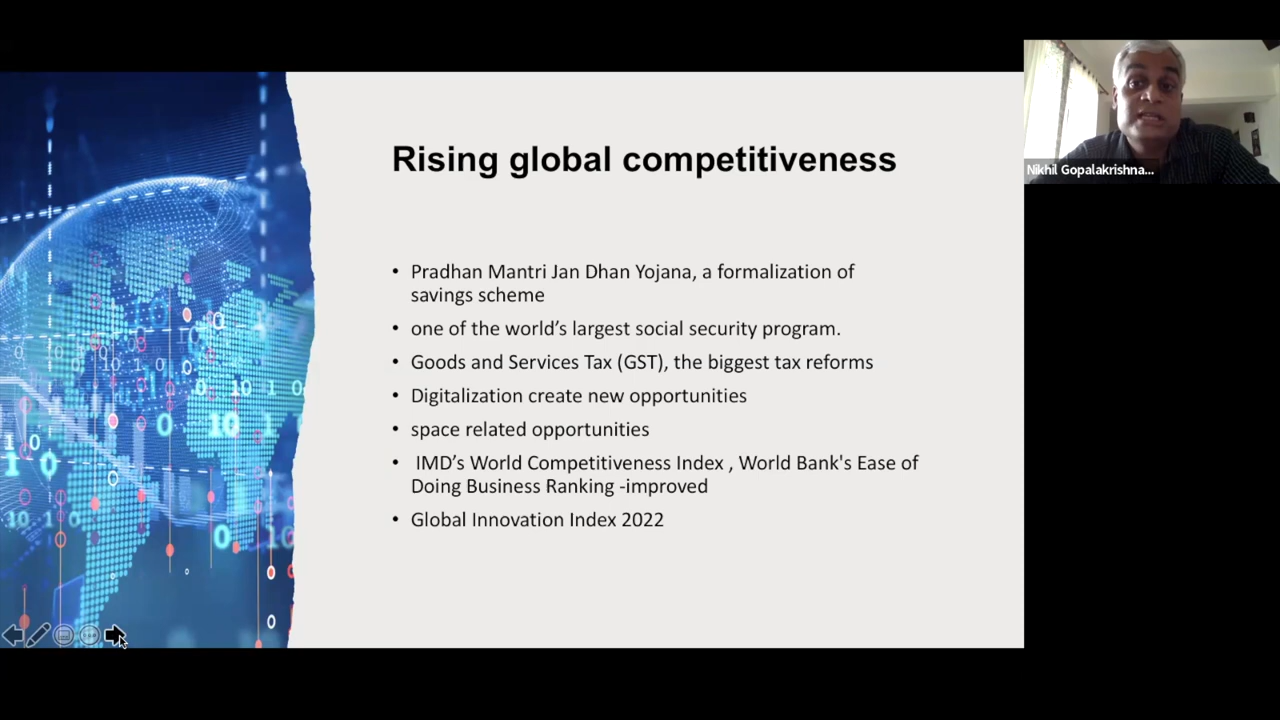 Rising global competitiveness
• Pradhan Mantri Jan Dhan Yojana, a formalization of
savings scheme
• one of the world’s largest social security program.
• Goods and Services Tax (GST), the biggest tax reforms
• Digitalization create new opportunities
• space related opportunities
• IMD’s World Competitiveness Index , World Bank's Ease of
Doing Business Ranking -improved
• Global Innovation Index 2022
Nikhil Gopalakrishna...